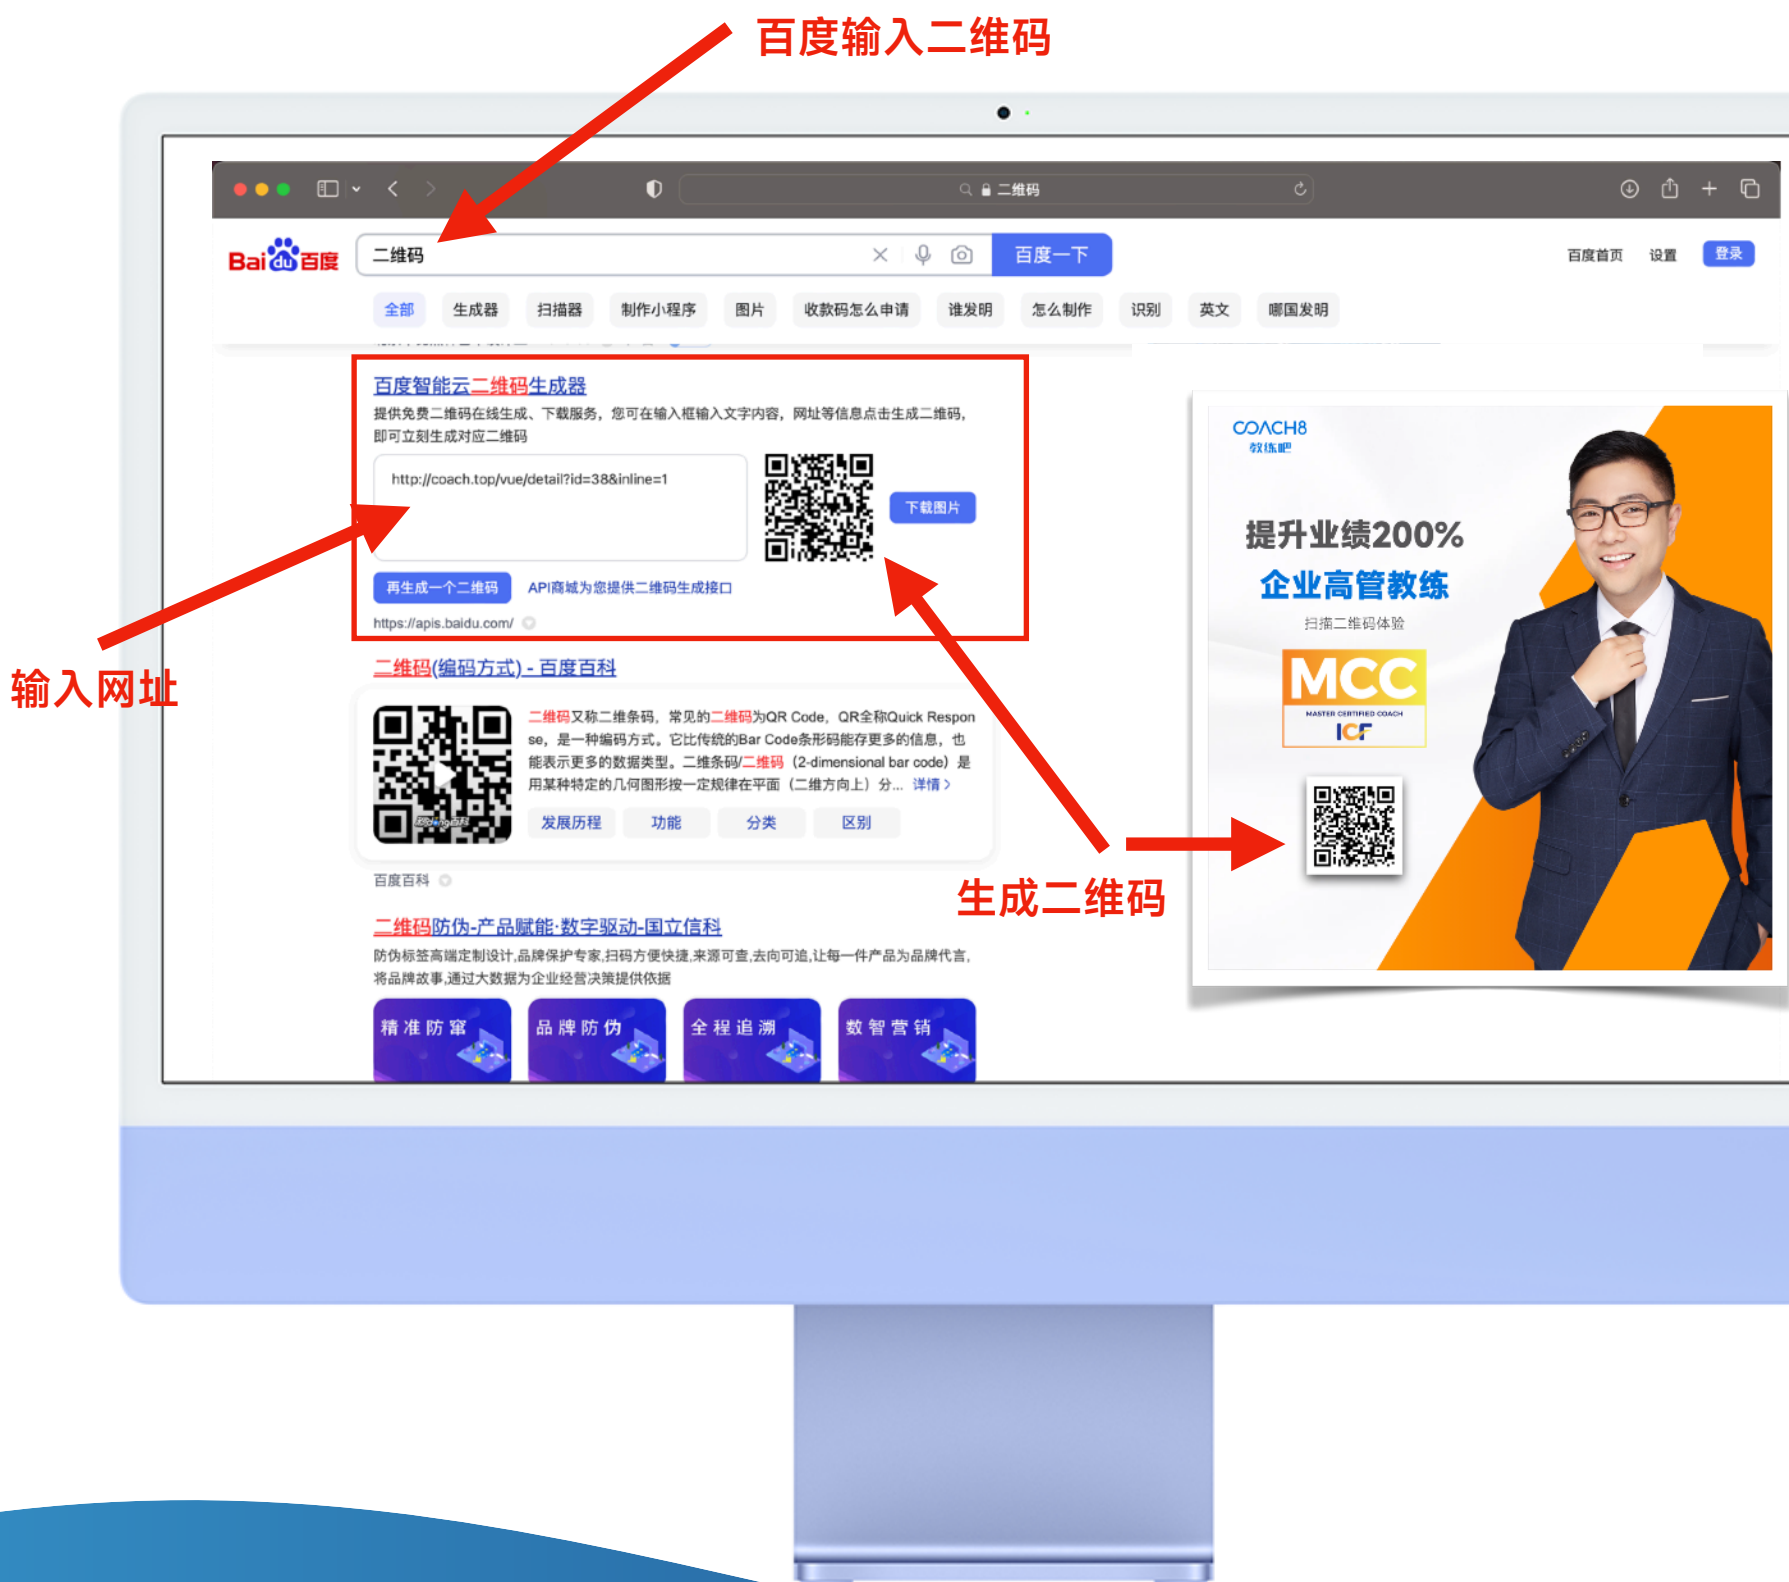 百度输入二维码
二维码
Bai du 百度
二维码
百度一下
百度首页 设置 登录
全部 生成器 扫描器 制作小程序 图片 收款码怎么申请 谁发明 怎么制作 识别 英文 哪国发明
百度智能云二维码生成器
提供免费二维码在线生成、下载服务，您可在输入框输入文字内容，网址等信息点击生成二维码，
即可立刻生成对应二维码
http://coach.top/vue/detail?id=38&inline=1
下载图片
再生成一个二维码 API商城为您提供二维码生成接口
https://apis.baidu.com/
输入网址
二维码(编码方式) - 百度百科
二维码又称二维条码，常见的二维码为QR Code，QR全称Quick Respon
se，是一种编码方式。它比传统的Bar Code条形码能存更多的信息，也
能表示更多的数据类型。二维条码/二维码（2-dimensional bar code）是
用某种特定的几何图形按一定规律在平面（二维方向上）分... 详情 >
发展历程 功能 分类 区别
百度百科
二维码防伪-产品赋能·数字驱动-国立信科
防伪标签高端定制设计,品牌保护专家,扫码方便快捷,来源可查,去向可追,让每一件产品为品牌代言,
将品牌故事,通过大数据为企业经营决策提供依据
精准防窜 品牌防伪 全程追溯 数智营销
生成二维码
COACH8
教练吧
提升业绩200%
企业高管教练
扫描二维码体验
MCC
MASTER CERTIFIED COACH
ICF